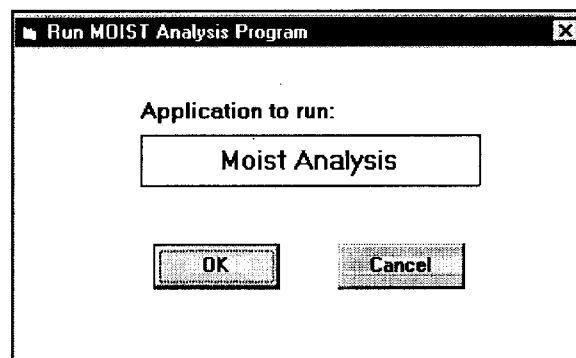 Run MOIST Analysis Program
Application to run:
Moist Analysis
OK Cancel